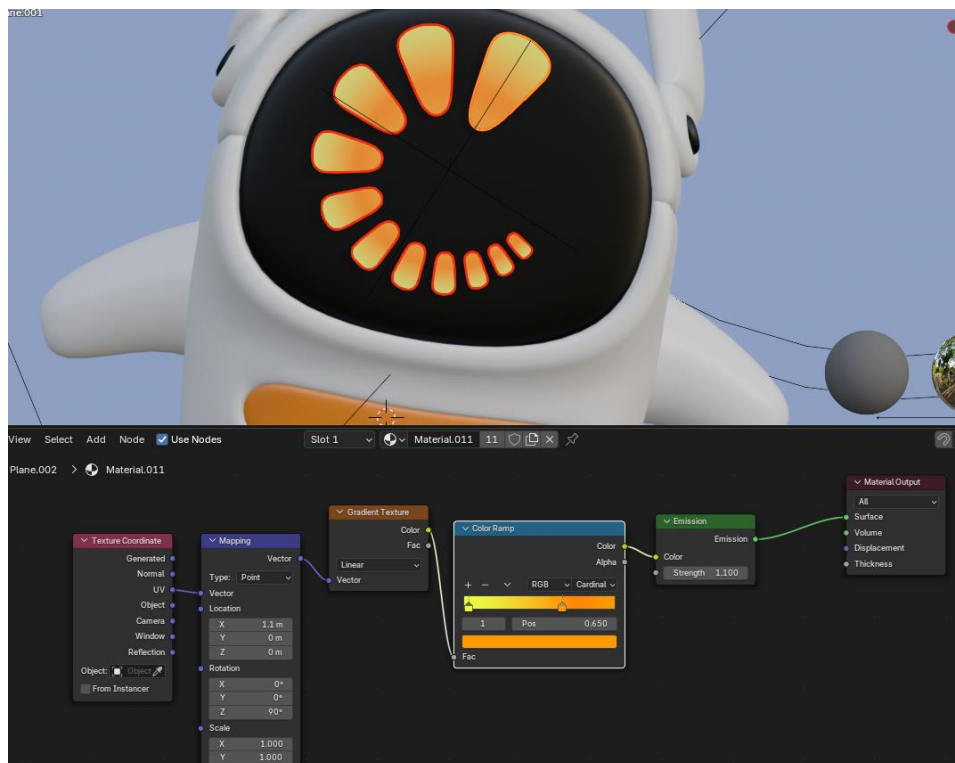 ne.001
View Select Add Node Use Nodes Slot 1 Material.011 11
Plane.002 > Material.011
Texture Coordinate
Generated
Normal
UV
Object
Camera
Window
Reflection
Object: Object
From Instancer
Mapping
Vector
Type: Point
Vector
Location
X 1.1 m
Y 0 m
Z 0 m
Rotation
X 0°
Y 0°
Z 90°
Scale
X 1.000
Y 1.000
Gradient Texture
Color
Fac
Linear
Vector
Color Ramp
Color
Alpha
+ − RGB Cardinal
1 Pos 0.650
Fac
Emission
Emission
Color
Strength 1.100
Material Output
All
Surface
Volume
Displacement
Thickness